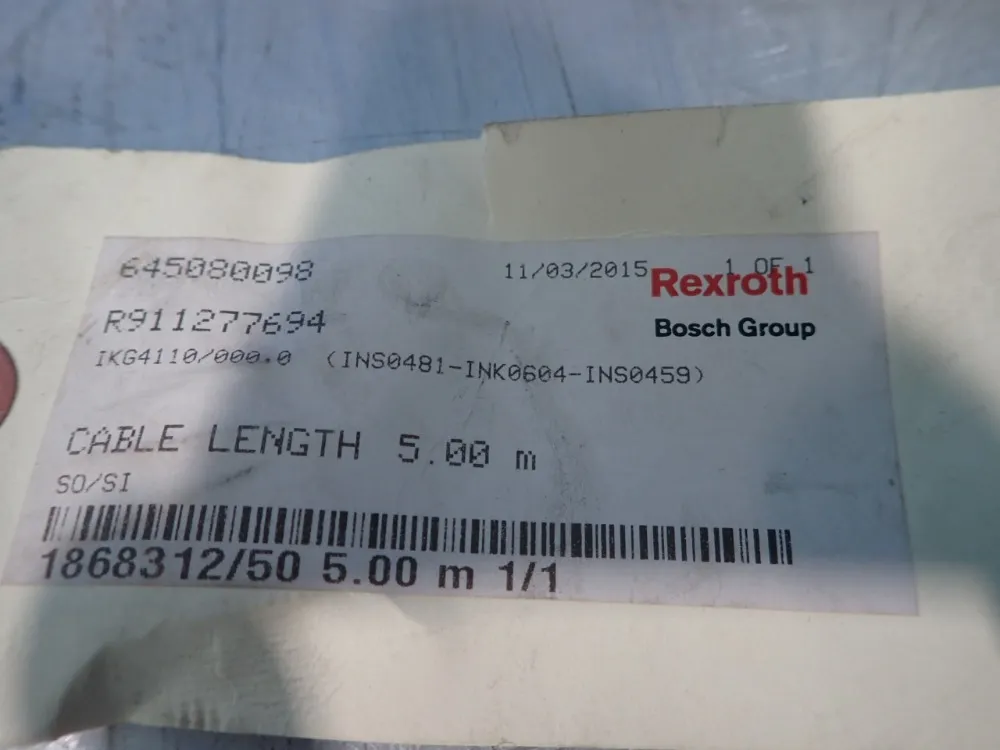 645080098 11/03/2015 1 OF 1
Rexroth
R911277694
Bosch Group
IKG4110/000.0 (INS0481-INK0604-INS0459)
CABLE LENGTH 5.00 m
SO/SI
1868312/50 5.00 m 1/1